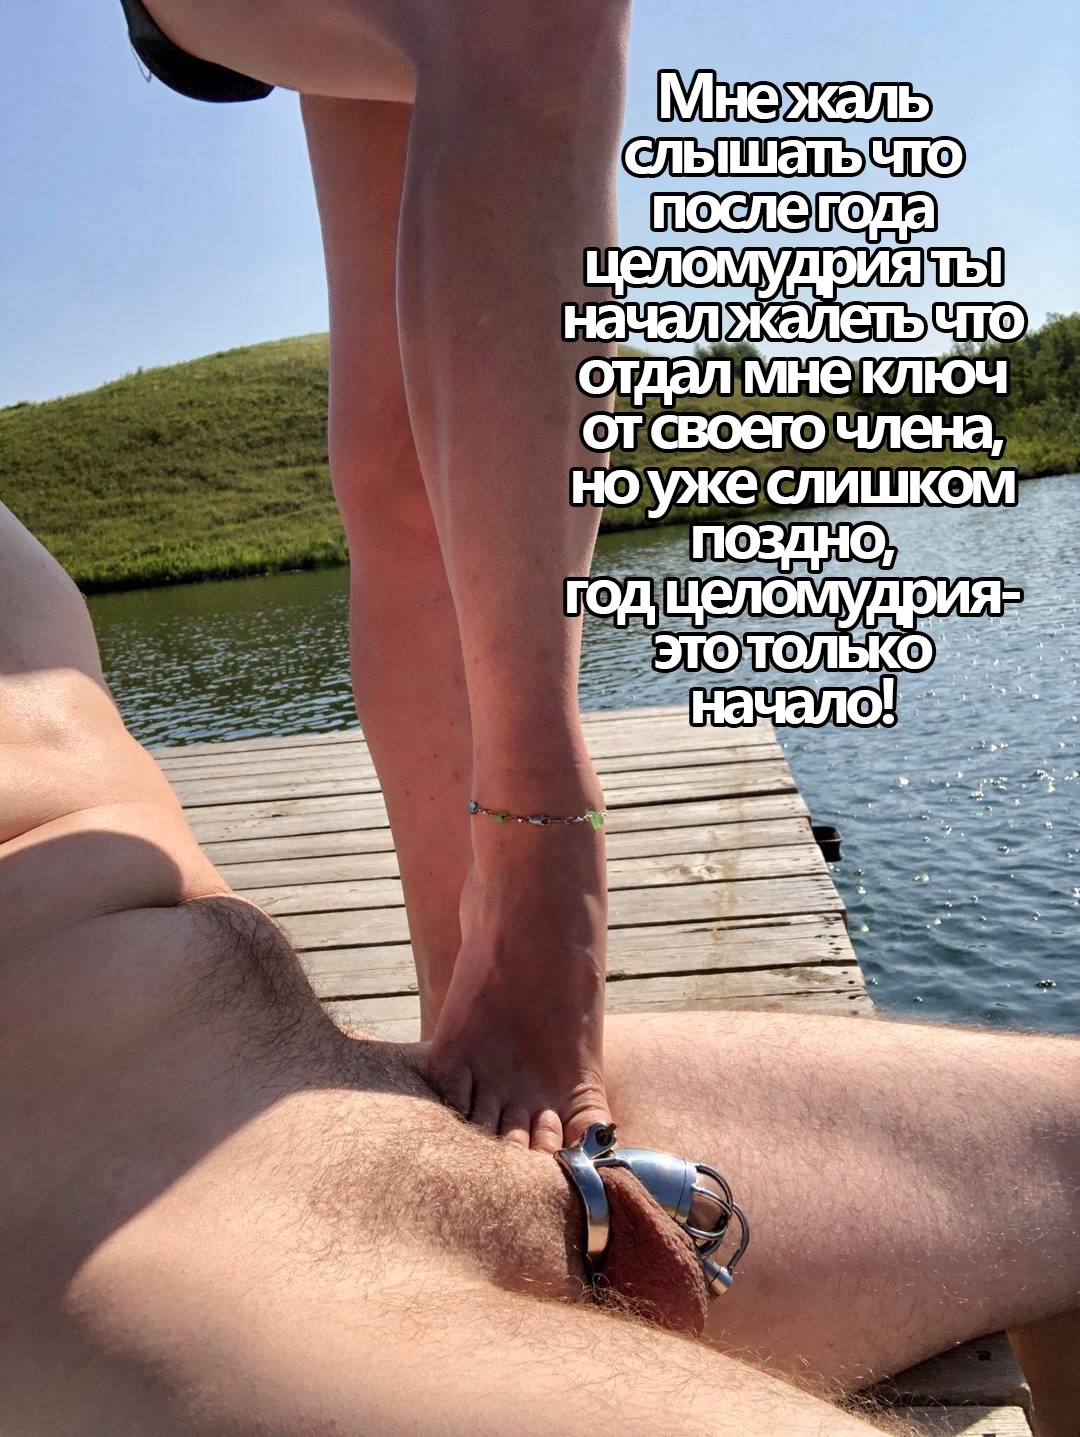 Мне жаль
слышать что
после года
целомудрия ты
начал жалеть что
отдал мне ключ
от своего члена,
но уже слишком
поздно,
год целомудрия-
это только
начало!